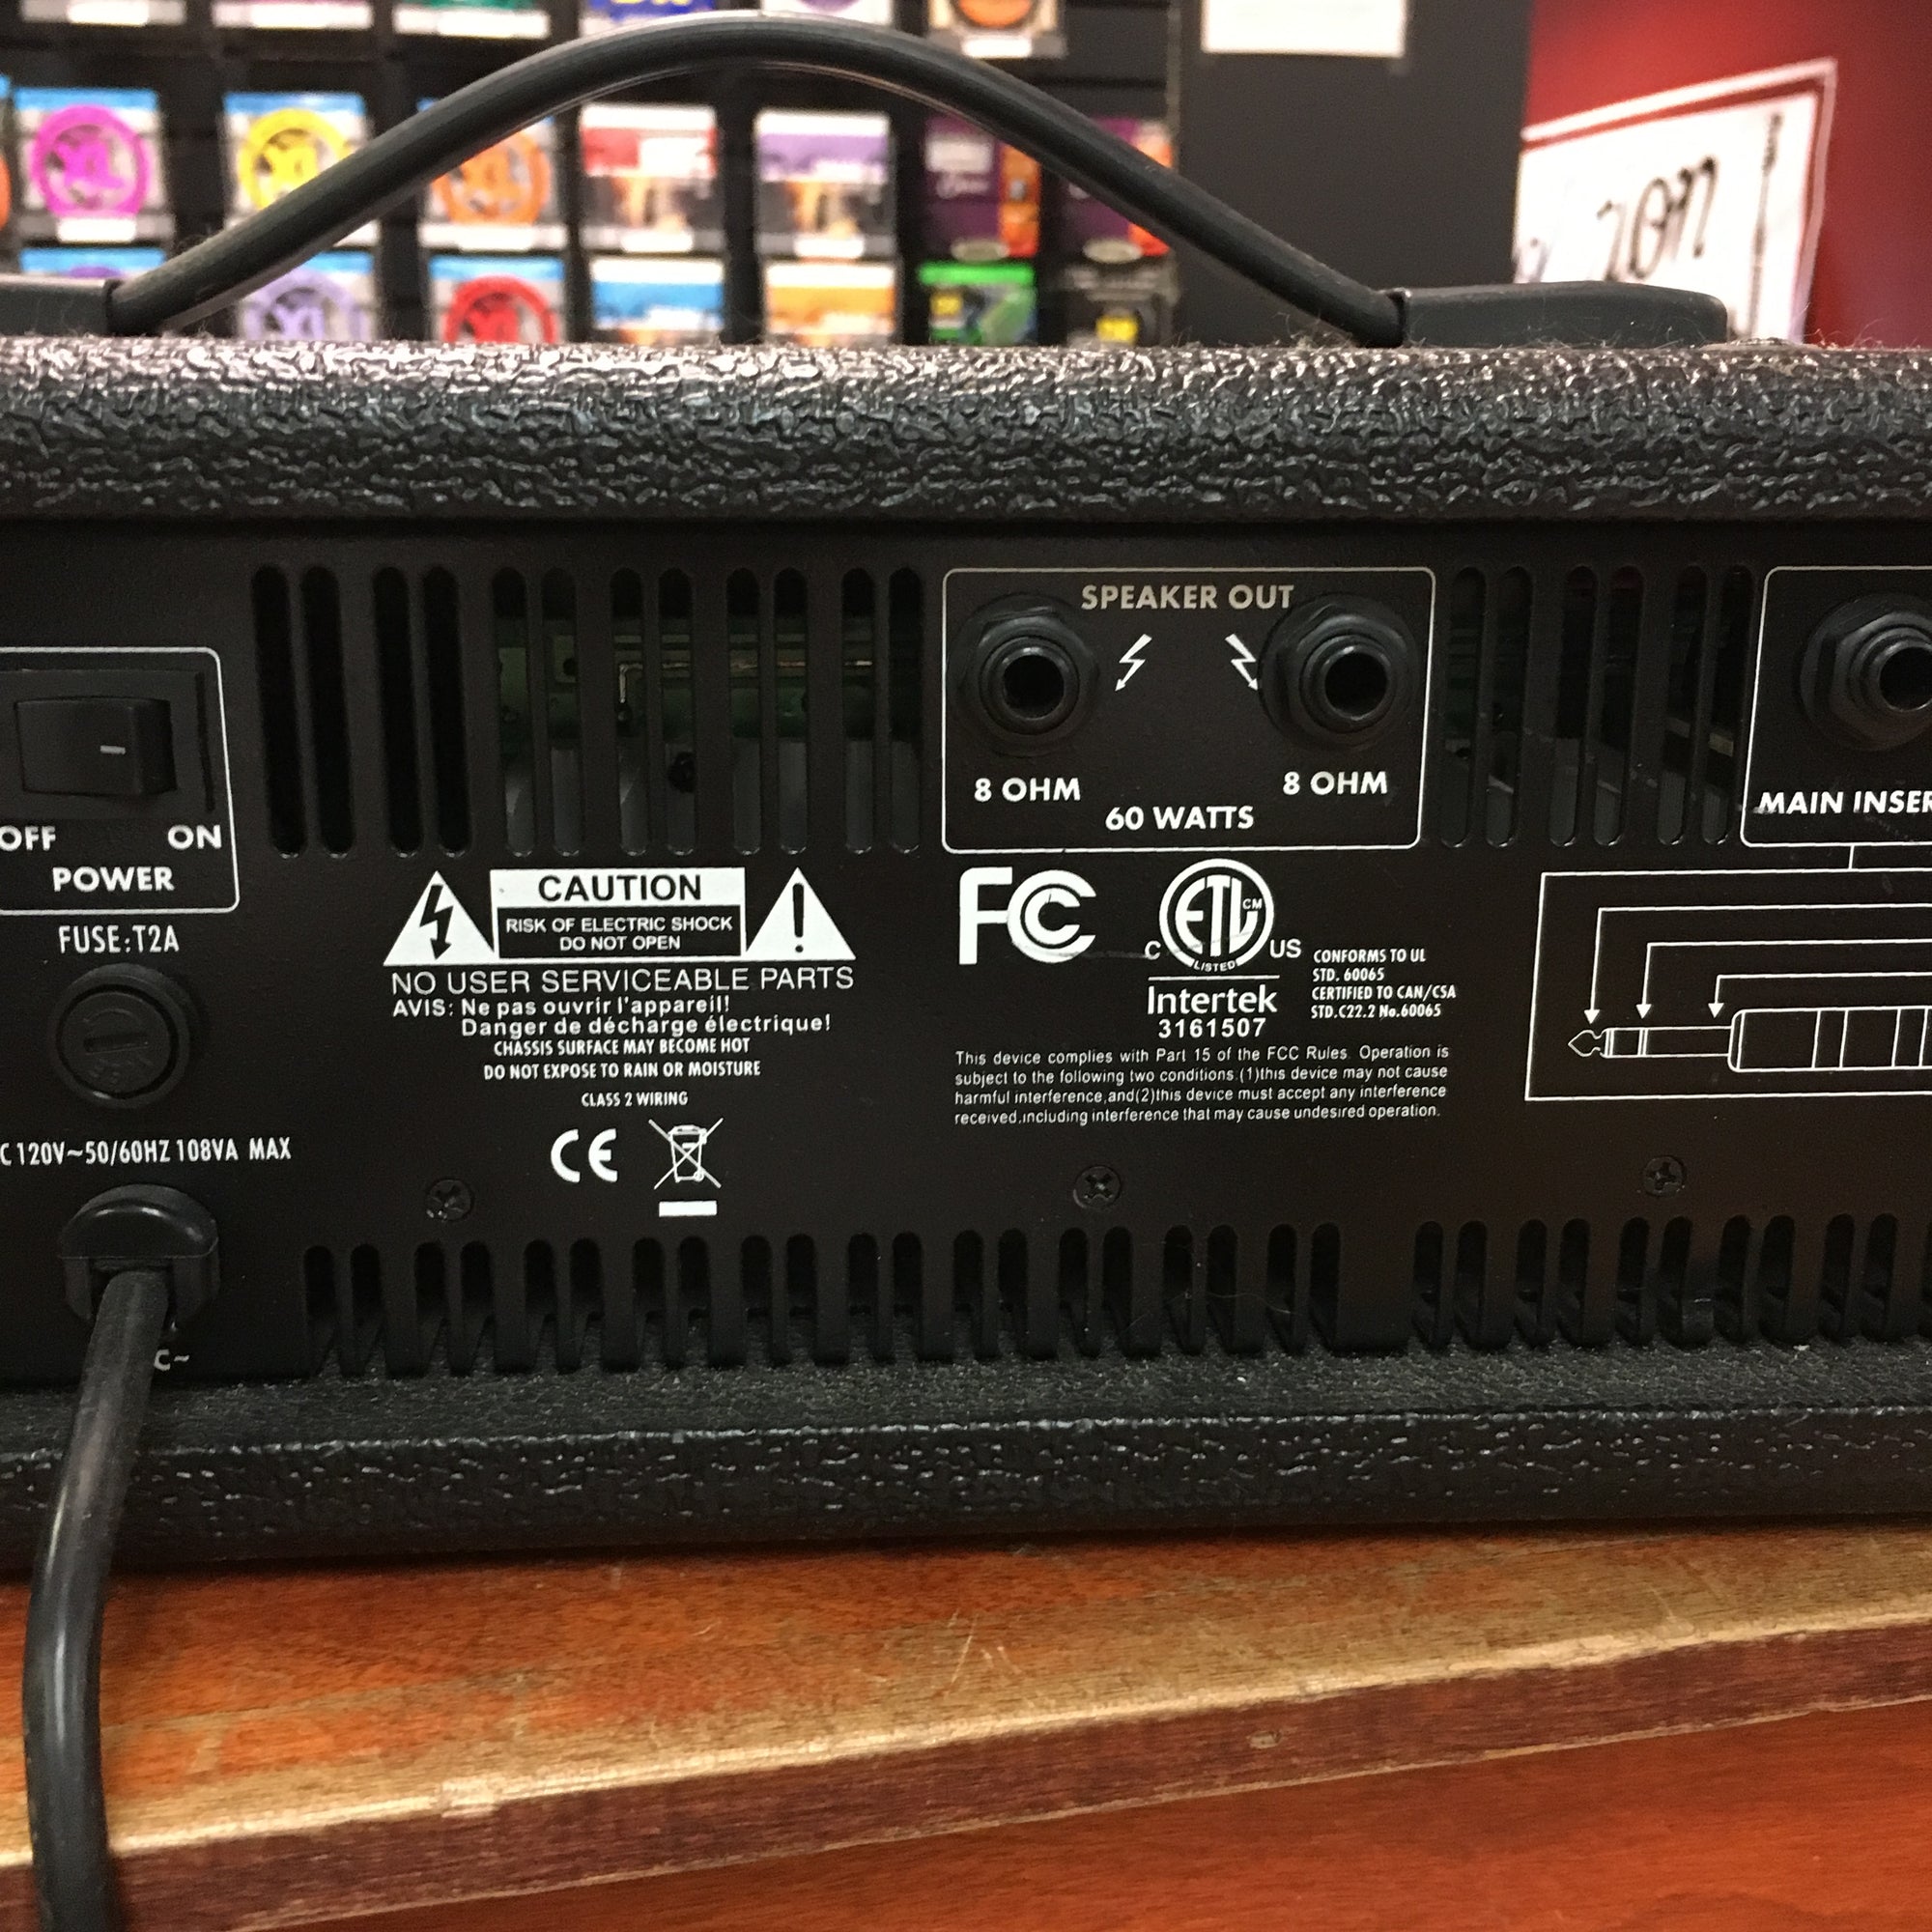 XL
XL
XL
zon
SPEAKER OUT
8 OHM
8 OHM
60 WATTS
MAIN INSER
OFF
ON
POWER
FUSE:T2A
C 120V~50/60HZ 108VA MAX
C~
CAUTION
RISK OF ELECTRIC SHOCK
DO NOT OPEN
NO USER SERVICEABLE PARTS
AVIS: Ne pas ouvrir l'appareil!
Danger de décharge électrique!
CHASSIS SURFACE MAY BECOME HOT
DO NOT EXPOSE TO RAIN OR MOISTURE
CLASS 2 WIRING
CE
FC
ETL CM
C US
LISTED
Intertek
3161507
CONFORMS TO UL
STD. 60065
CERTIFIED TO CAN/CSA
STD.C22.2 No.60065
This device complies with Part 15 of the FCC Rules. Operation is
subject to the following two conditions:(1)this device may not cause
harmful interference,and(2)this device must accept any interference
received,including interference that may cause undesired operation.